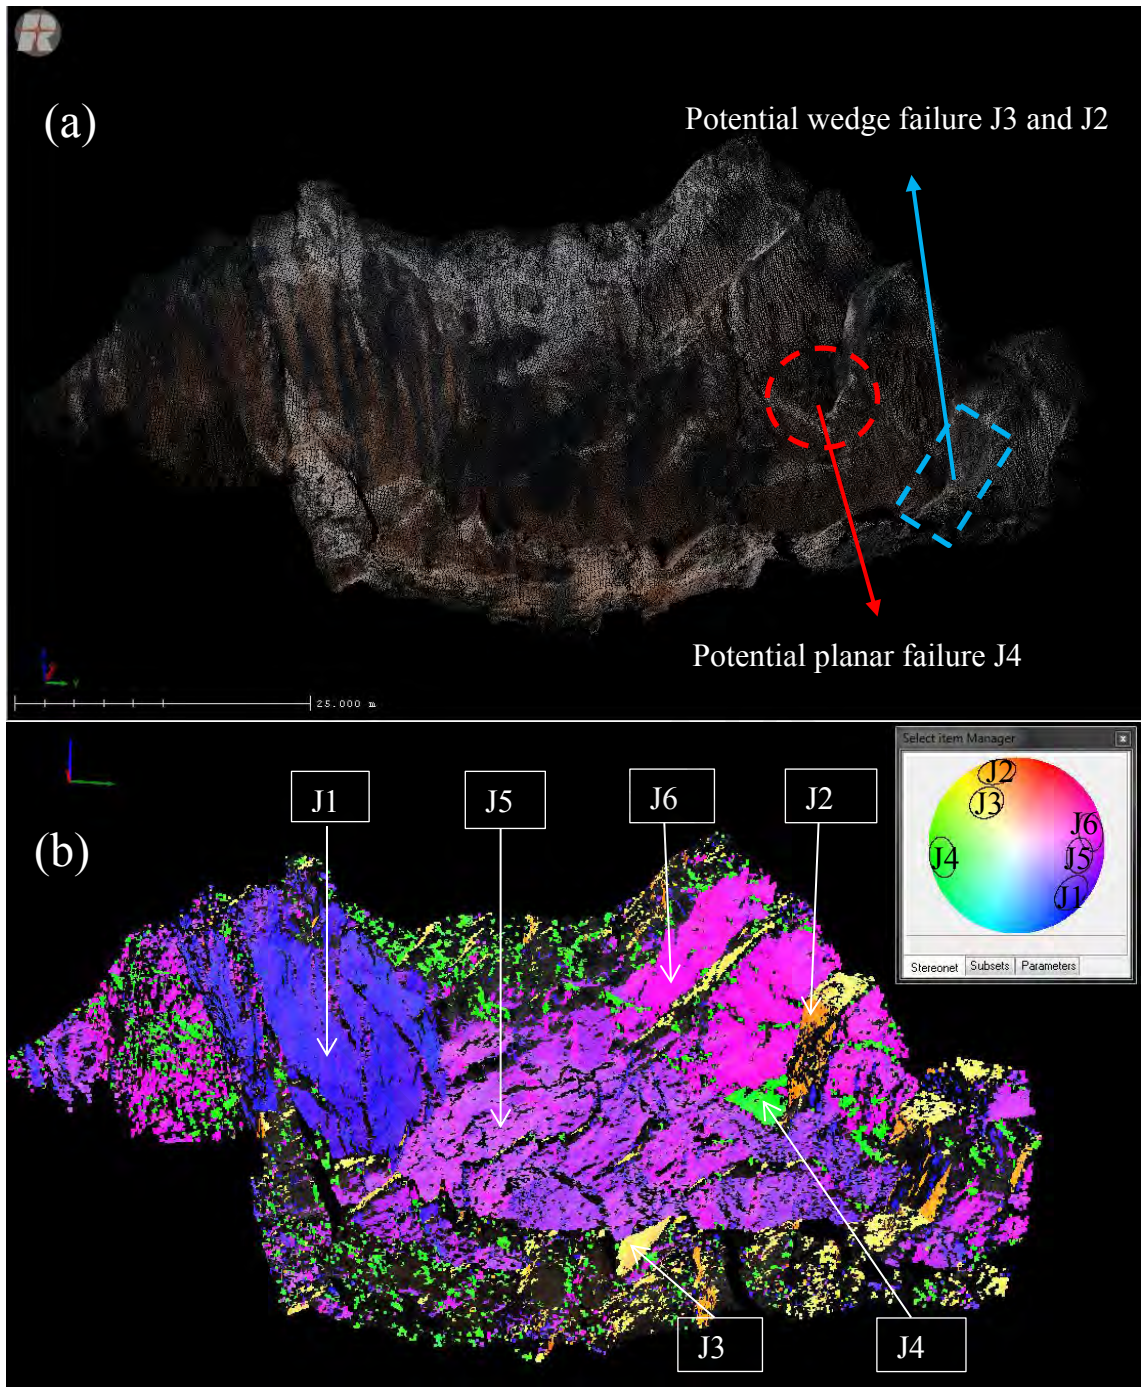 (a)
Potential wedge failure J3 and J2
Potential planar failure J4
Y
25.000 m
Select item Manager
x
J2
J3
J6
J4
J5
J1
Stereonet Subsets Parameters
(b)
J1
J5
J6
J2
J3
J4